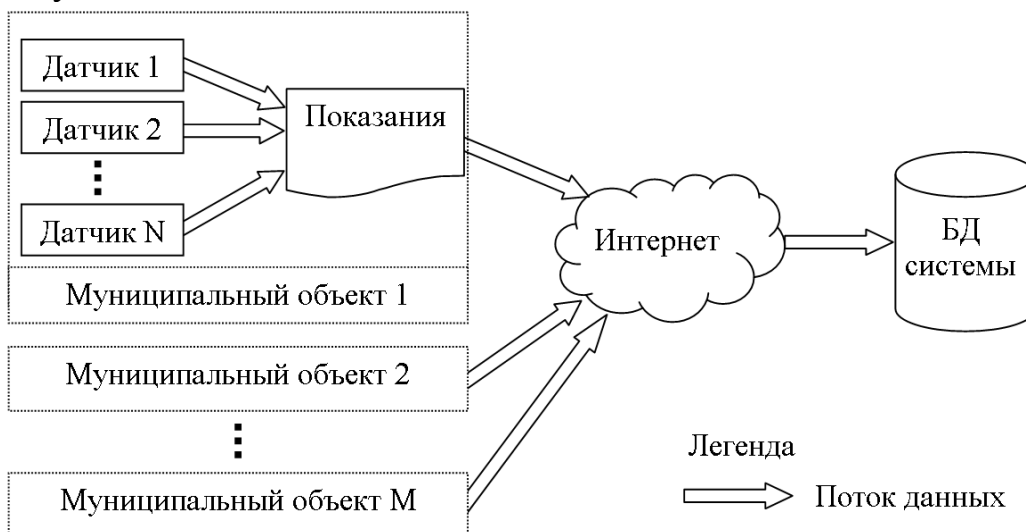 Датчик 1
Датчик 2
Датчик N
Показания
Муниципальный объект 1
Муниципальный объект 2
Муниципальный объект M
Интернет
БД
системы
Легенда
Поток данных